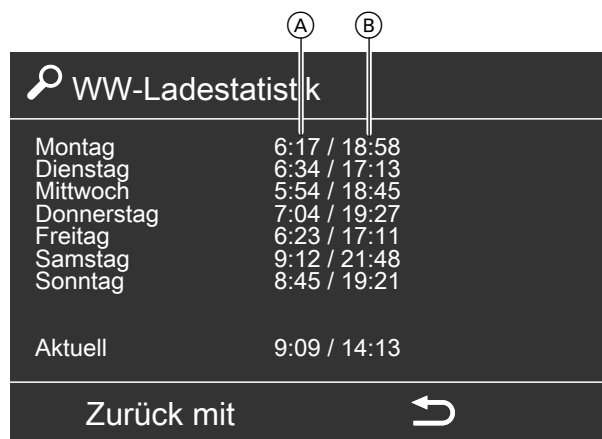 A B
WW-Ladestatistik
Montag 6:17 / 18:58
Dienstag 6:34 / 17:13
Mittwoch 5:54 / 18:45
Donnerstag 7:04 / 19:27
Freitag 6:23 / 17:11
Samstag 9:12 / 21:48
Sonntag 8:45 / 19:21
Aktuell 9:09 / 14:13
Zurück mit